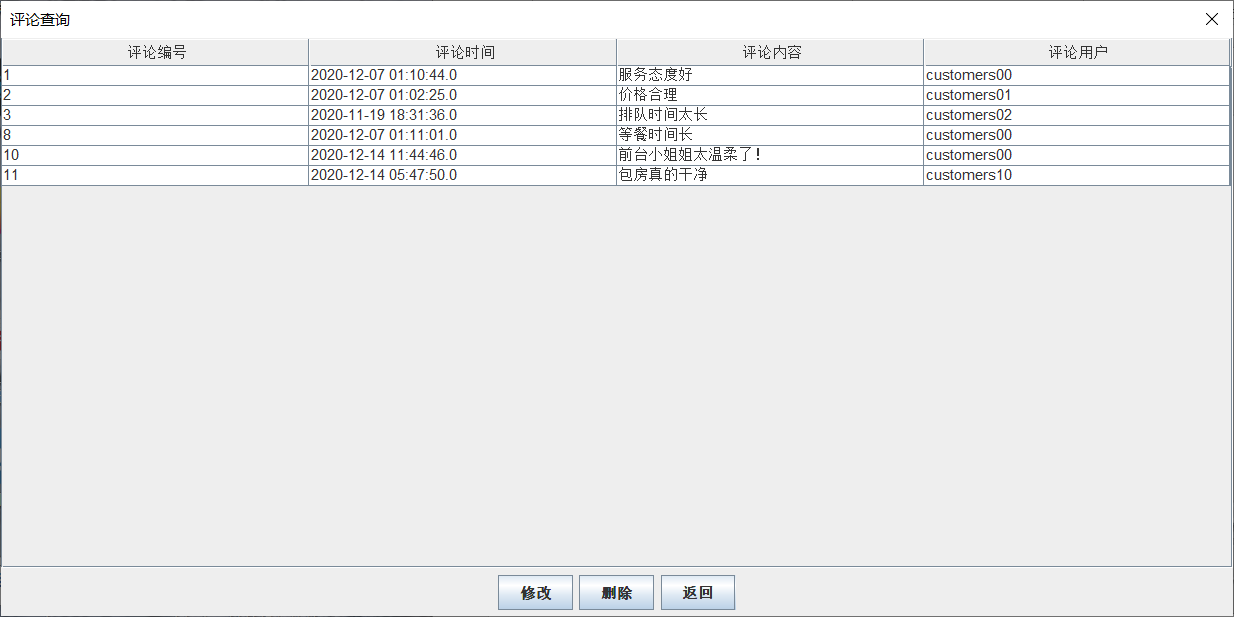 评论查询
评论编号 评论时间 评论内容 评论用户
1 2020-12-07 01:10:44.0 服务态度好 customers00
2 2020-12-07 01:02:25.0 价格合理 customers01
3 2020-11-19 18:31:36.0 排队时间太长 customers02
8 2020-12-07 01:11:01.0 等餐时间长 customers00
10 2020-12-14 11:44:46.0 前台小姐姐太温柔了！ customers00
11 2020-12-14 05:47:50.0 包房真的干净 customers10
修改 删除 返回